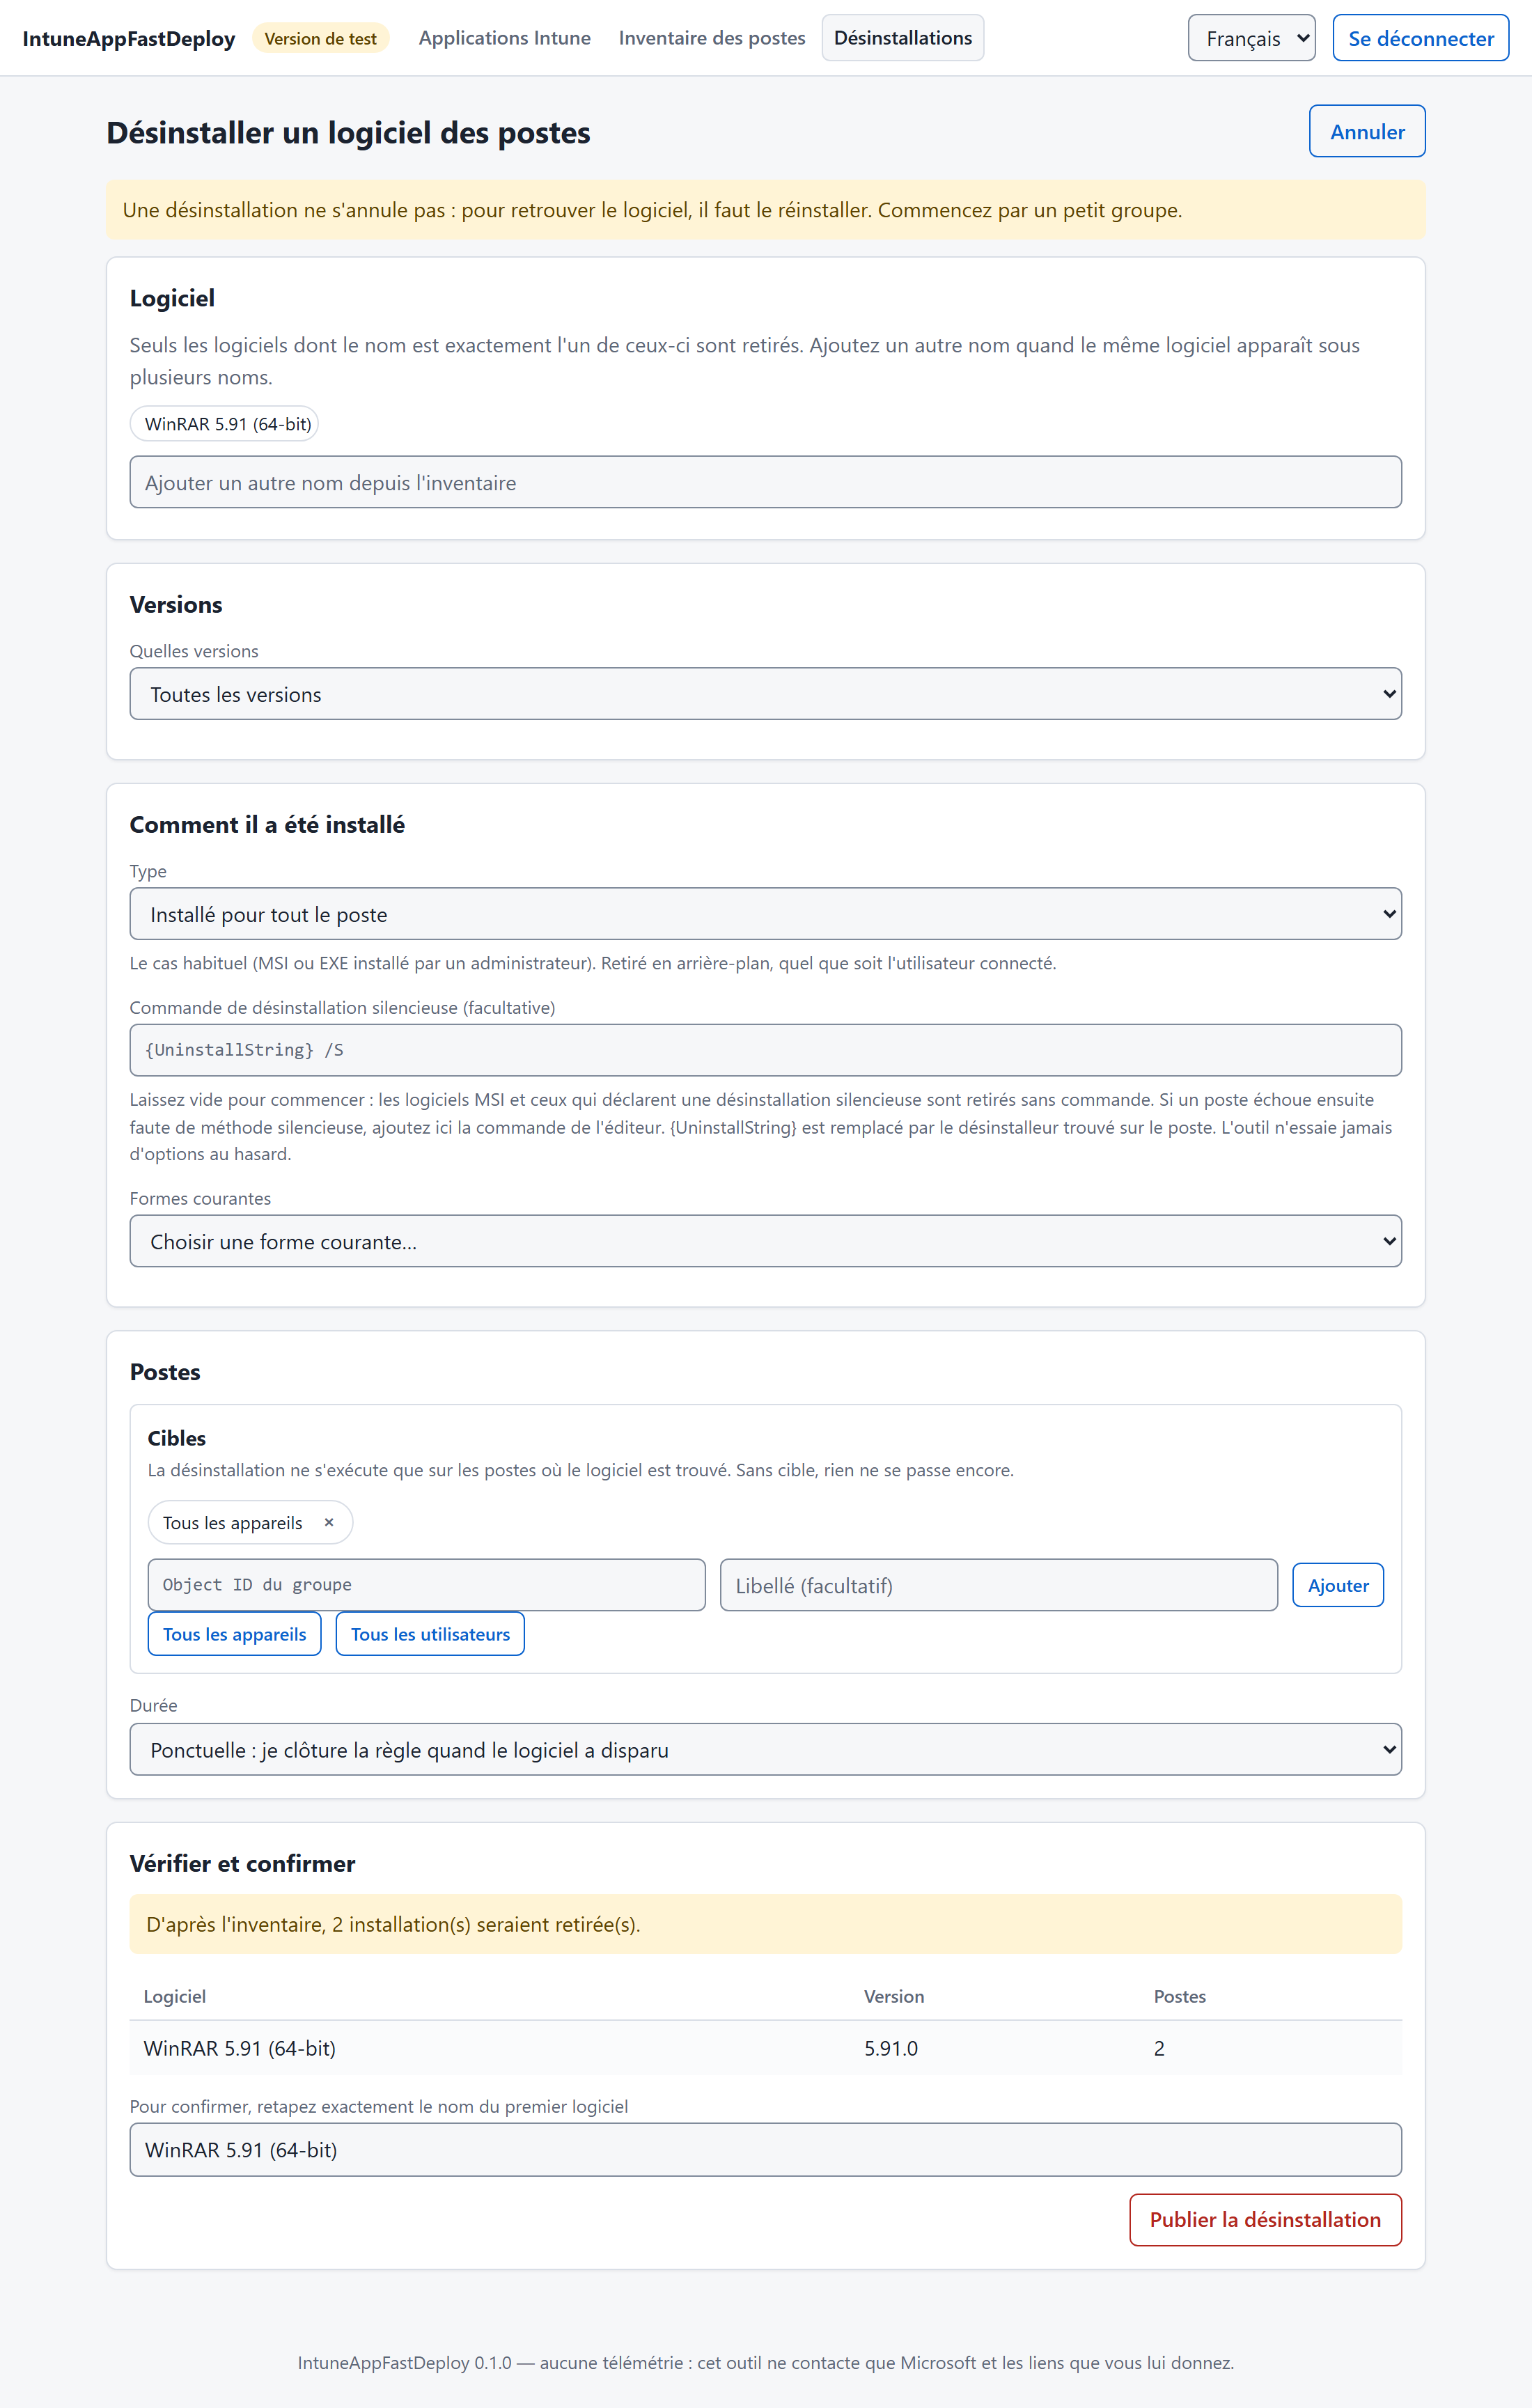 IntuneAppFastDeploy
Version de test
Applications Intune
Inventaire des postes
Désinstallations
Français
Se déconnecter
Désinstaller un logiciel des postes
Annuler
Une désinstallation ne s'annule pas : pour retrouver le logiciel, il faut le réinstaller. Commencez par un petit groupe.
Logiciel
Seuls les logiciels dont le nom est exactement l'un de ceux-ci sont retirés. Ajoutez un autre nom quand le même logiciel apparaît sous
plusieurs noms.
WinRAR 5.91 (64-bit)
Ajouter un autre nom depuis l'inventaire
Versions
Quelles versions
Toutes les versions
Comment il a été installé
Type
Installé pour tout le poste
Le cas habituel (MSI ou EXE installé par un administrateur). Retiré en arrière-plan, quel que soit l'utilisateur connecté.
Commande de désinstallation silencieuse (facultative)
{UninstallString} /S
Laissez vide pour commencer : les logiciels MSI et ceux qui déclarent une désinstallation silencieuse sont retirés sans commande. Si un poste échoue ensuite
faute de méthode silencieuse, ajoutez ici la commande de l'éditeur. {UninstallString} est remplacé par le désinstalleur trouvé sur le poste. L'outil n'essaie jamais
d'options au hasard.
Formes courantes
Choisir une forme courante...
Postes
Cibles
La désinstallation ne s'exécute que sur les postes où le logiciel est trouvé. Sans cible, rien ne se passe encore.
Tous les appareils ×
Object ID du groupe
Libellé (facultatif)
Ajouter
Tous les appareils
Tous les utilisateurs
Durée
Ponctuelle : je clôture la règle quand le logiciel a disparu
Vérifier et confirmer
D'après l'inventaire, 2 installation(s) seraient retirée(s).
Logiciel Version Postes
WinRAR 5.91 (64-bit) 5.91.0 2
Pour confirmer, retapez exactement le nom du premier logiciel
WinRAR 5.91 (64-bit)
Publier la désinstallation
IntuneAppFastDeploy 0.1.0 — aucune télémétrie : cet outil ne contacte que Microsoft et les liens que vous lui donnez.